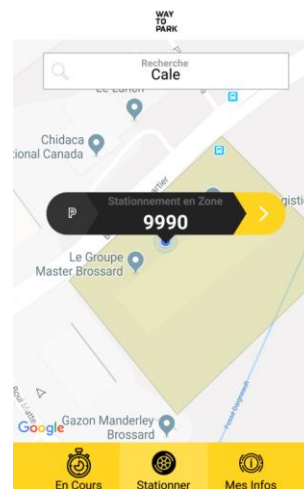 WAY
TO
PARK
Recherche
Cale
Chidaca
ional Canada
Stationnement en Zone
9990
Le Groupe
Master Brossard
Google
Gazon Manderley
Brossard
En Cours
Stationner
Mes Infos